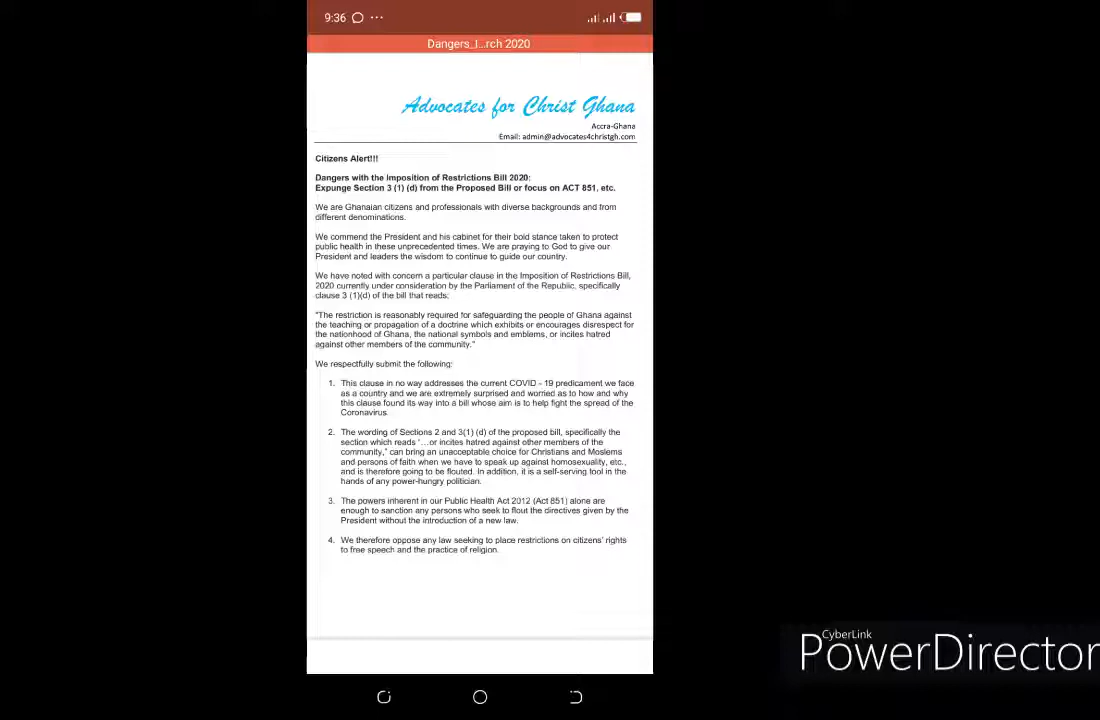 9:36
Dangers_I...rch 2020
Advocates for Christ Ghana
Accra-Ghana
Email: admin@advocates4christgh.com
Citizens Alert!!!
Dangers with the Imposition of Restrictions Bill 2020:
Expunge Section 3 (1) (d) from the Proposed Bill or focus on ACT 851, etc.
We are Ghanaian citizens and professionals with diverse backgrounds and from
different denominations.
We commend the President and his cabinet for their bold stance taken to protect
public health in these unprecedented times. We are praying to God to give our
President and leaders the wisdom to continue to guide our country.
We have noted with concern a particular clause in the Imposition of Restrictions Bill,
2020 currently under consideration by the Parliament of the Republic, specifically
clause 3 (1)(d) of the bill that reads:
"The restriction is reasonably required for safeguarding the people of Ghana against
the teaching or propagation of a doctrine which exhibits or encourages disrespect for
the nationhood of Ghana, the national symbols and emblems, or incites hatred
against other members of the community."
We respectfully submit the following:
1. This clause in no way addresses the current COVID - 19 predicament we face
as a country and we are extremely surprised and worried as to how and why
this clause found its way into a bill whose aim is to help fight the spread of the
Coronavirus.
2. The wording of Sections 2 and 3(1) (d) of the proposed bill, specifically the
section which reads '...or incites hatred against other members of the
community," can bring an unacceptable choice for Christians and Moslems
and persons of faith when we have to speak up against homosexuality, etc.,
and is therefore going to be flouted. In addition, it is a self-serving tool in the
hands of any power-hungry politician.
3. The powers inherent in our Public Health Act 2012 (Act 851) alone are
enough to sanction any persons who seek to flout the directives given by the
President without the introduction of a new law.
4. We therefore oppose any law seeking to place restrictions on citizens' rights
to free speech and the practice of religion.
CyberLink
PowerDirector